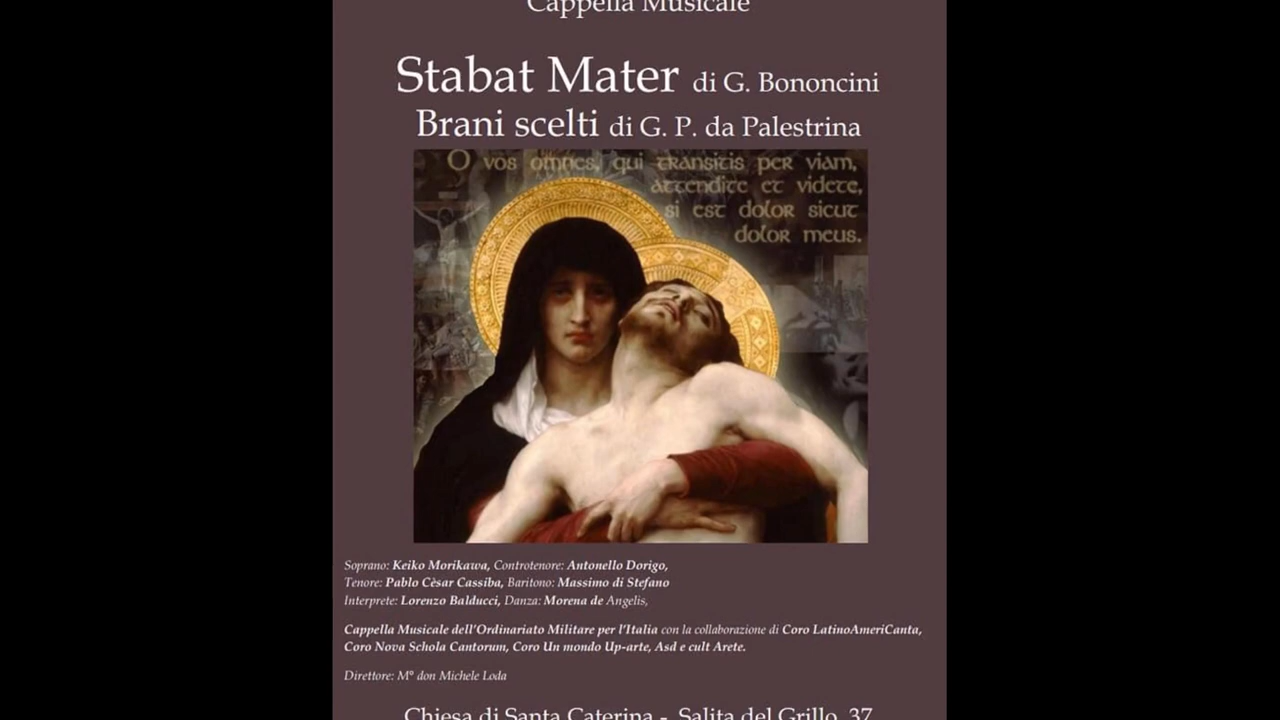 Cappella Musicale
Stabat Mater di G. Bononcini
Brani scelti di G. P. da Palestrina
O vos omnes, qui transitis per viam,
attendite et videte,
si est dolor sicut
dolor meus.
Soprano: Keiko Morikawa, Controtenore: Antonello Dorigo,
Tenore: Pablo Cèsar Cassiba, Baritono: Massimo di Stefano
Interprete: Lorenzo Balducci, Danza: Morena de Angelis,
Cappella Musicale dell'Ordinariato Militare per l'Italia con la collaborazione di Coro LatinoAmeriCanta,
Coro Nova Schola Cantorum, Coro Un mondo Up-arte, Asd e cult Arete.
Direttore: M° don Michele Loda
Chiesa di Santa Caterina - Salita del Grillo, 37